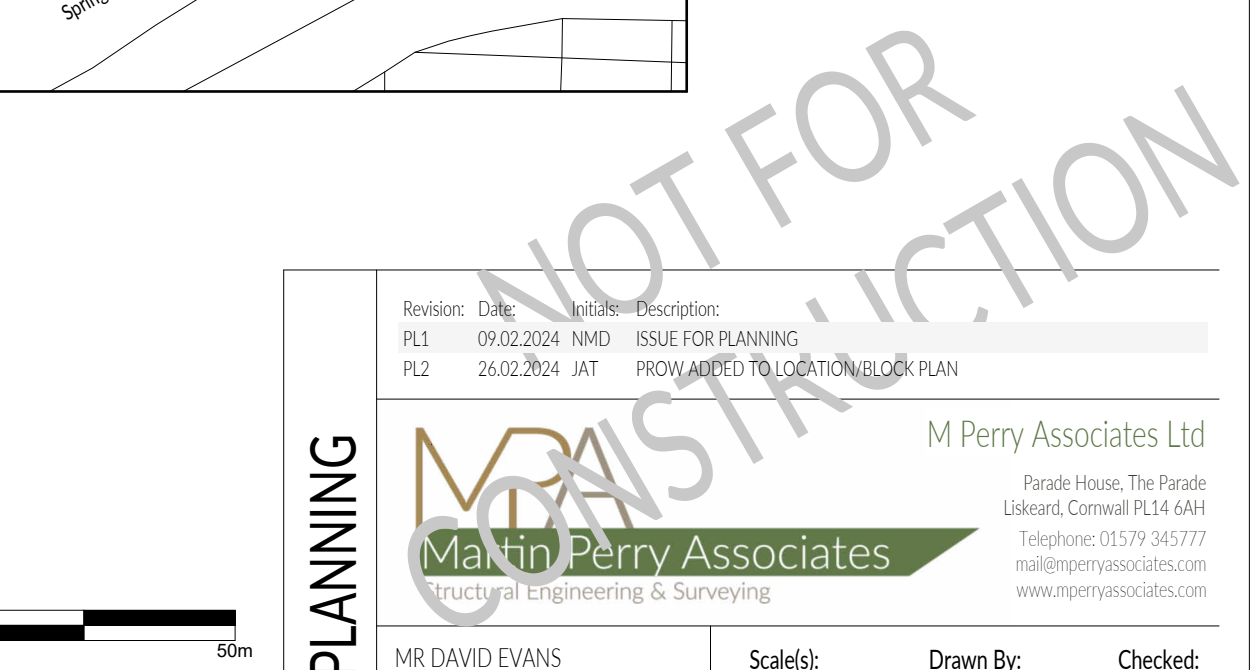 Spring
NOT FOR
CONSTRUCTION
Revision: Date: Initials: Description:
PL1 09.02.2024 NMD ISSUE FOR PLANNING
PL2 26.02.2024 JAT PROW ADDED TO LOCATION/BLOCK PLAN
PLANNING
MPA
Martin Perry Associates
Structural Engineering & Surveying
M Perry Associates Ltd
Parade House, The Parade
Liskeard, Cornwall PL14 6AH
Telephone: 01579 345777
mail@mperryassociates.com
www.mperryassociates.com
50m
MR DAVID EVANS
Scale(s): Drawn By: Checked: